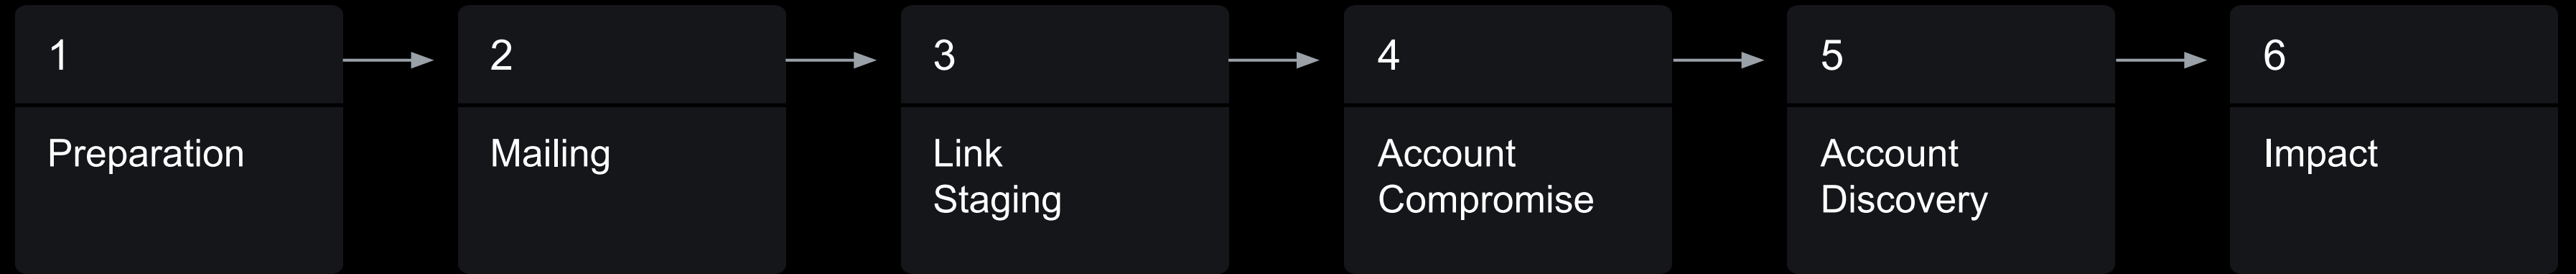 1
Preparation
2
Mailing
3
Link
Staging
4
Account
Compromise
5
Account
Discovery
6
Impact